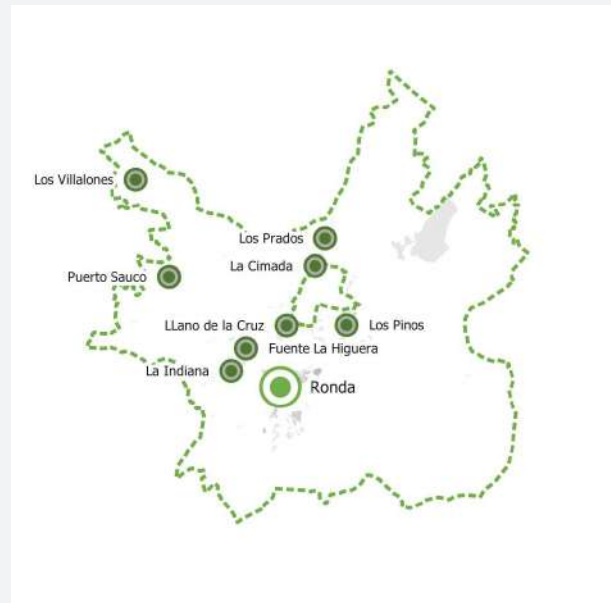 Los Villalones
Los Prados
La Cimada
Puerto Sauco
LLano de la Cruz
Los Pinos
Fuente La Higuera
La Indiana
Ronda